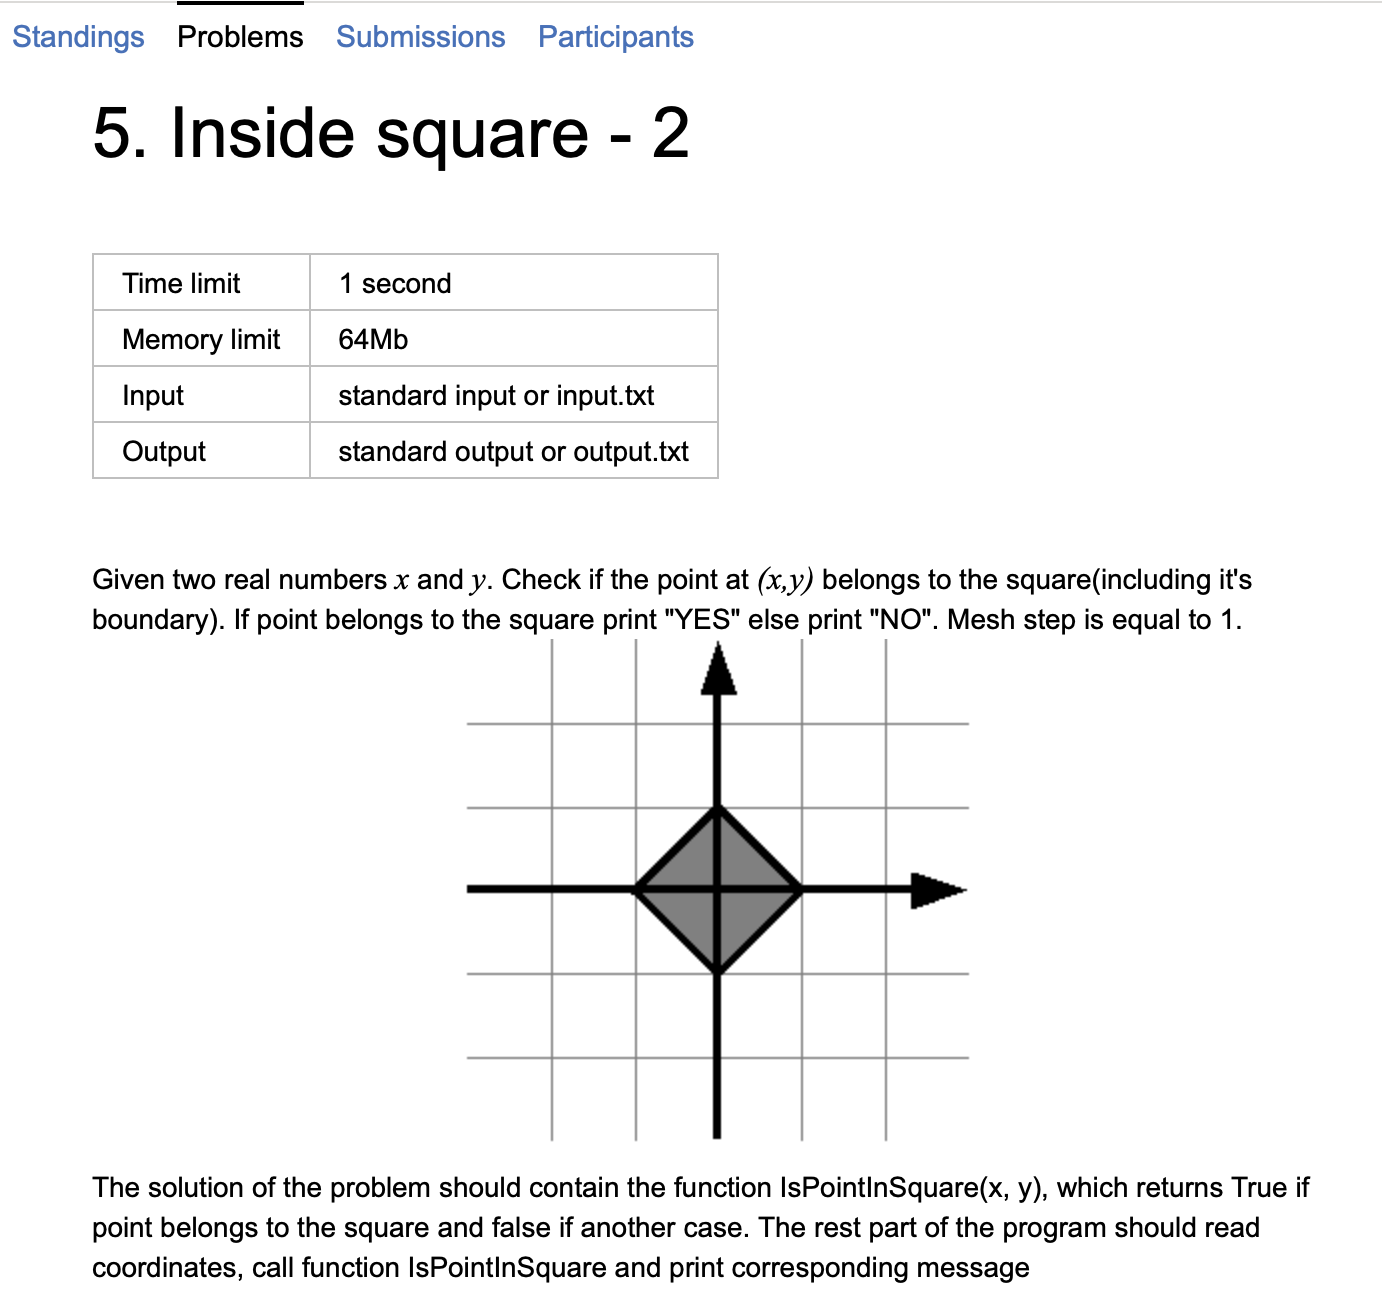 Standings Problems Submissions Participants
5. Inside square - 2
Time limit 1 second
Memory limit 64Mb
Input standard input or input.txt
Output standard output or output.txt
Given two real numbers x and y. Check if the point at (x,y) belongs to the square(including it's
boundary). If point belongs to the square print "YES" else print "NO". Mesh step is equal to 1.
The solution of the problem should contain the function IsPointInSquare(x, y), which returns True if
point belongs to the square and false if another case. The rest part of the program should read
coordinates, call function IsPointInSquare and print corresponding message